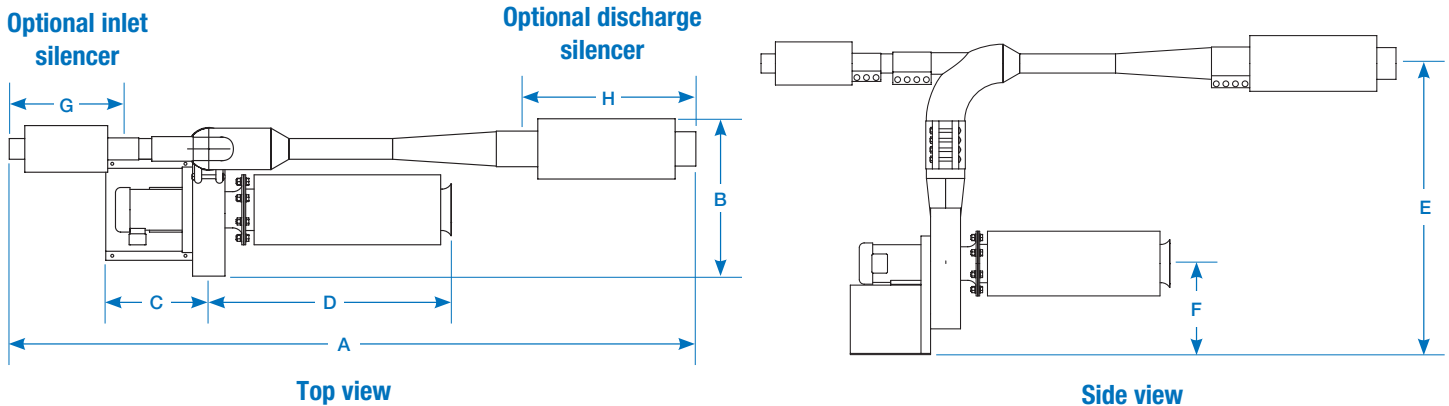 Optional inlet
silencer
Optional discharge
silencer
G
H
B
E
C
D
F
A
Top view
Side view